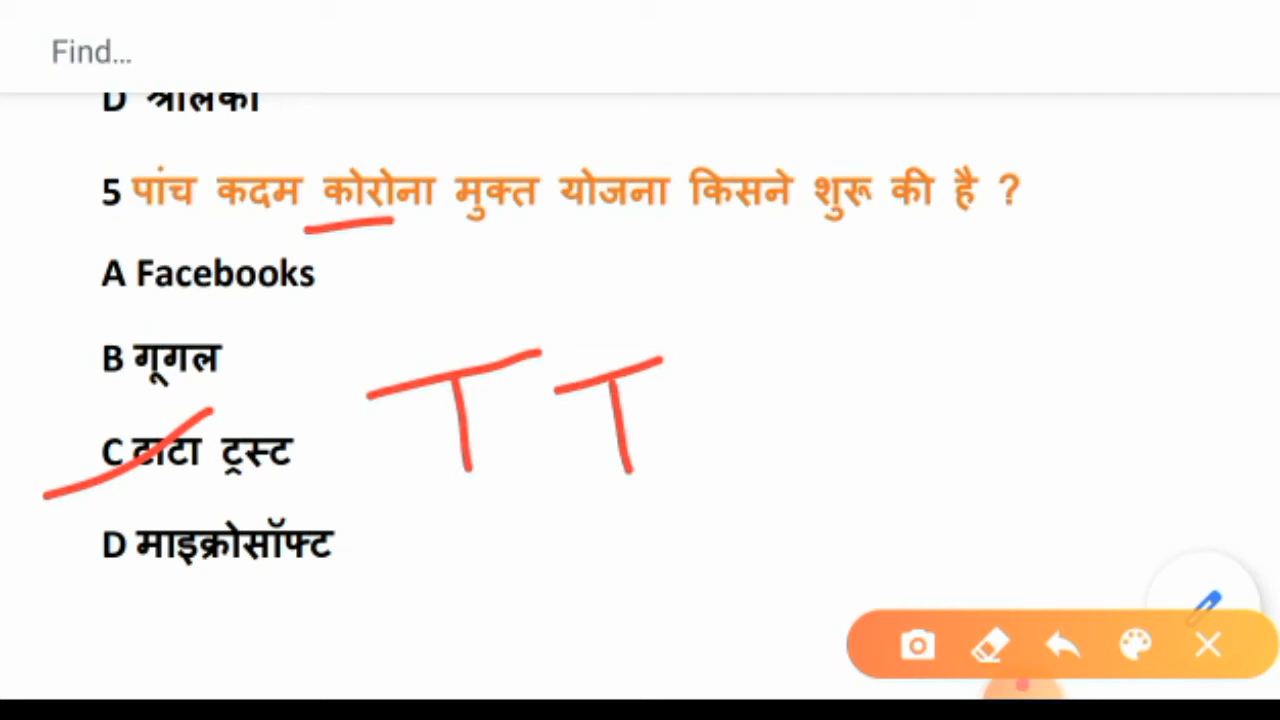 Find...
D श्रीलंका
5 पांच कदम कोरोना मुक्त योजना किसने शुरू की है ?
A Facebooks
B गूगल
C टाटा ट्रस्ट
T T
D माइक्रोसॉफ्ट